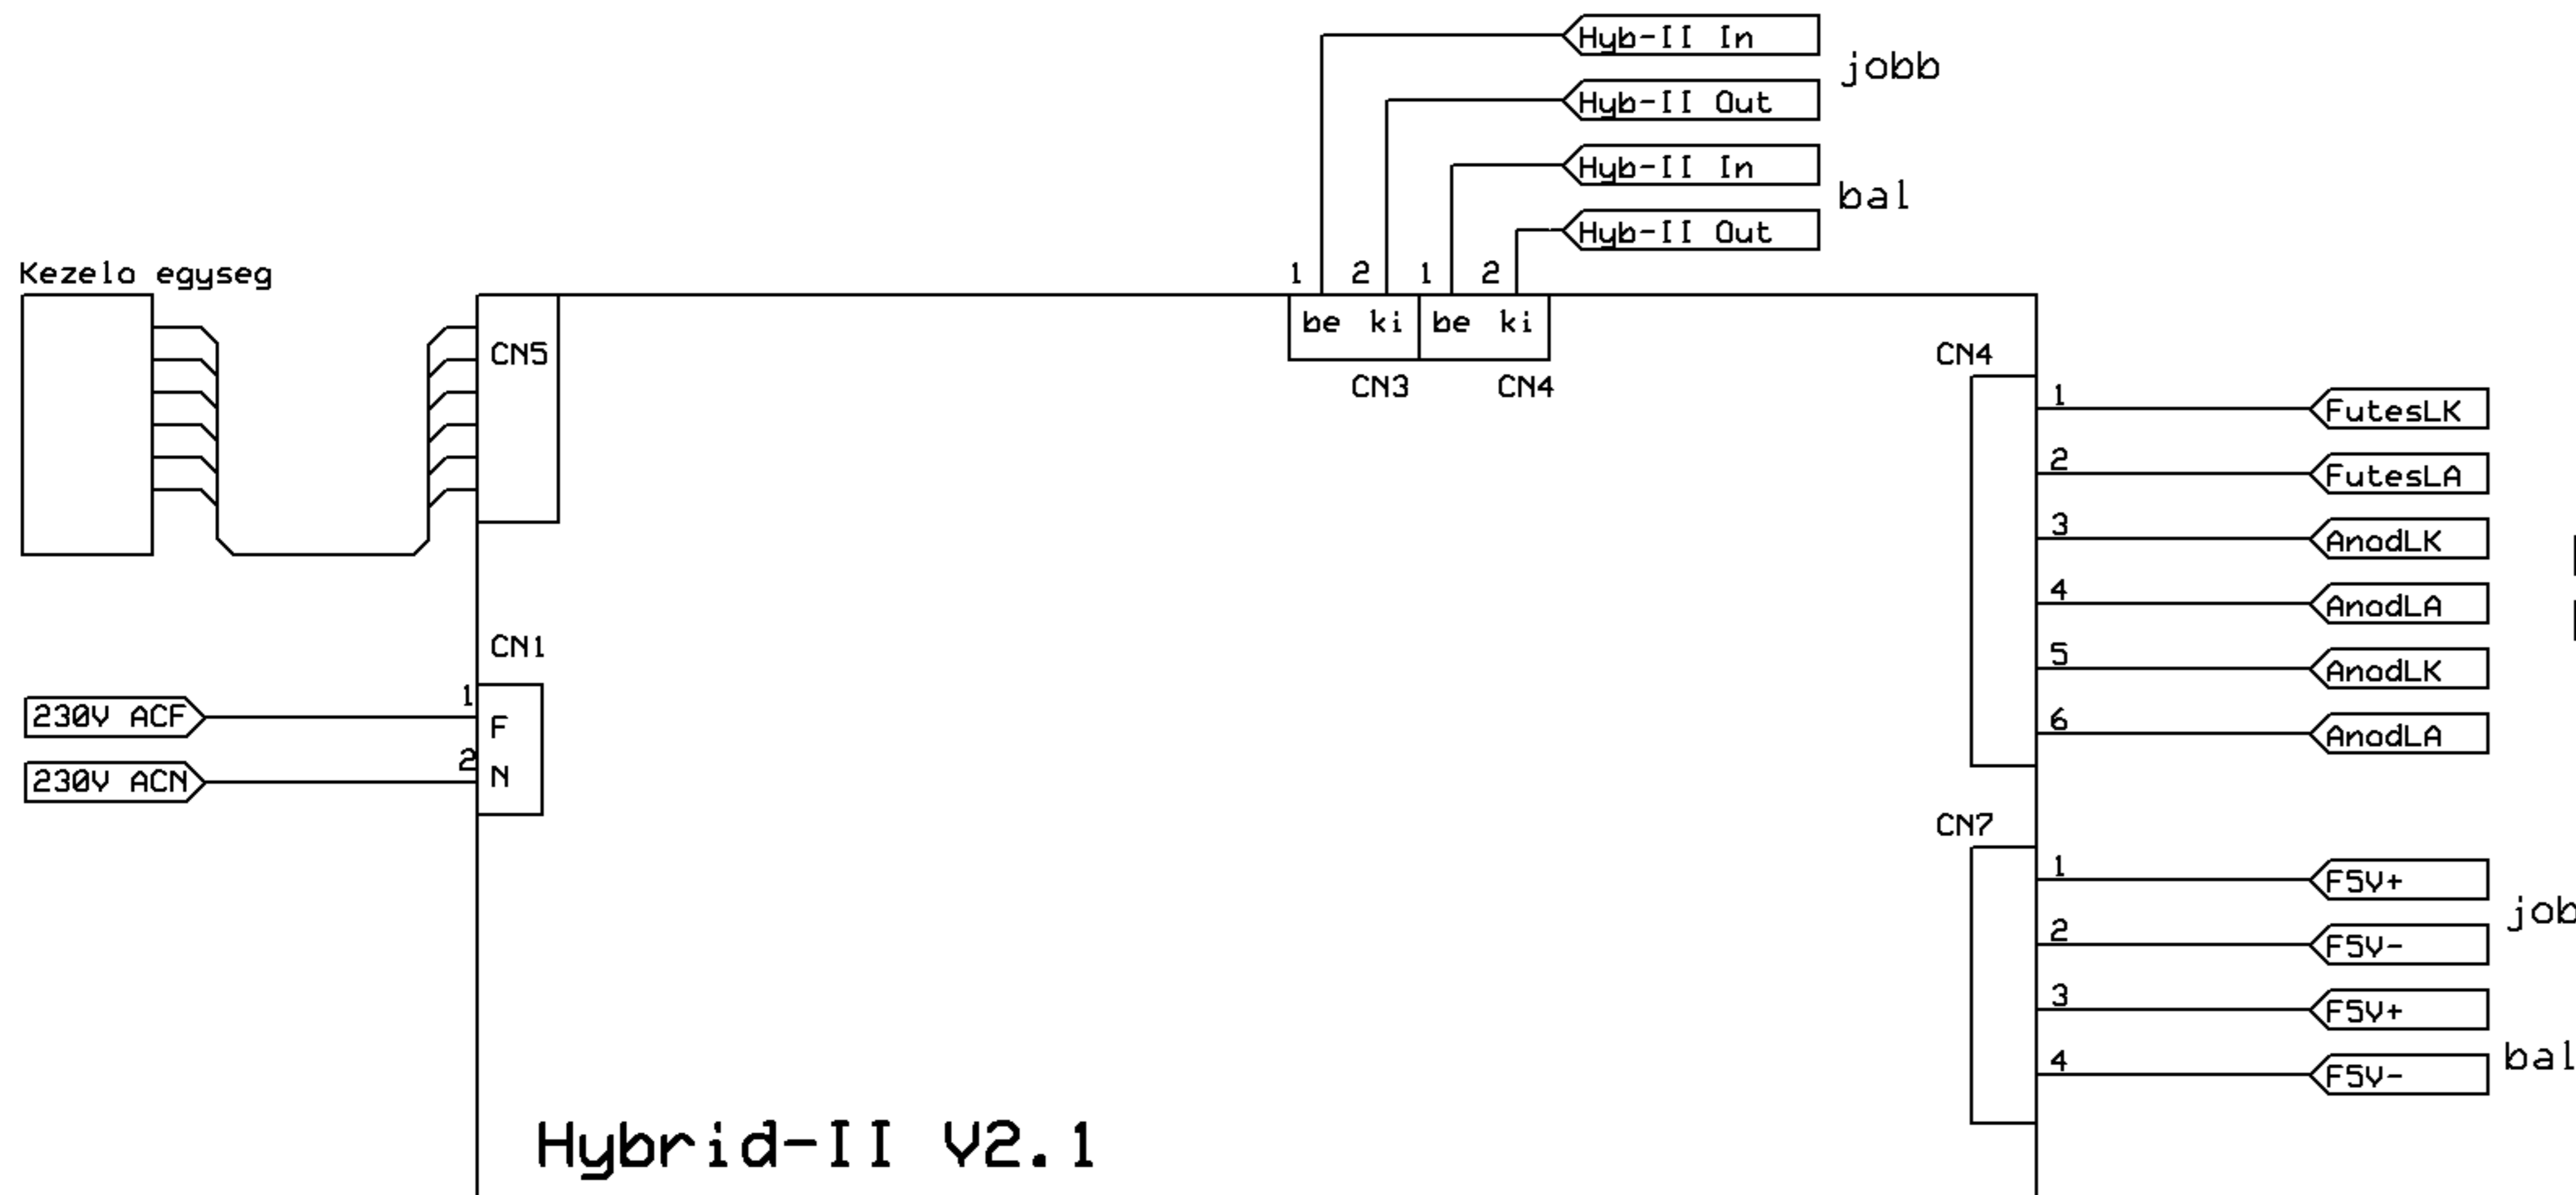 Hyb-II In
jobb
Hyb-II Out
Hyb-II In
bal
Hyb-II Out
Kezelo egyseg
1 2 1 2
be ki be ki
CN3 CN4
CN5
CN4
1 FutesLK
2 FutesLA
3 AnodLK
4 AnodLA
5 AnodLK
6 AnodLA
CN1
230V ACF 1 F
230V ACN 2 N
CN7
1 F5V+
job
2 F5V-
3 F5V+
bal
4 F5V-
Hybrid-II V2.1